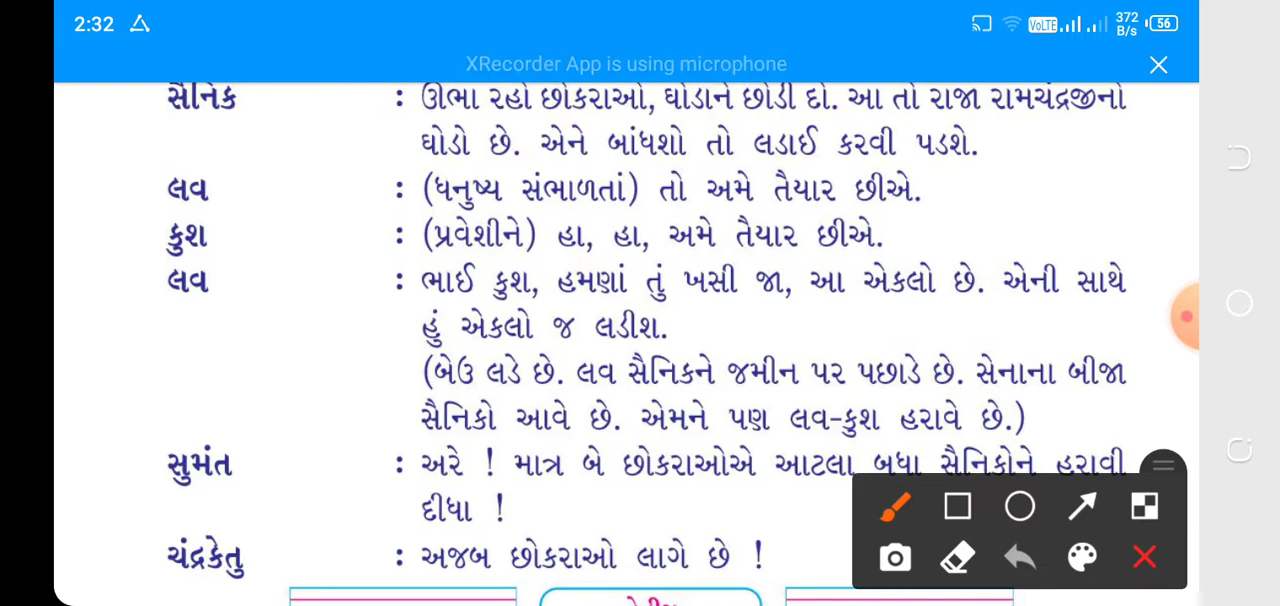 2:32 VoLTE 372 B/s 56
XRecorder App is using microphone
સૈનિક : ઊભા રહો છોકરાઓ, ઘોડાને છોડી દો. આ તો રાજા રામચંદ્રજીનો
ઘોડો છે. એને બાંધશો તો લડાઈ કરવી પડશે.
લવ : (ધનુષ્ય સંભાળતાં) તો અમે તૈયાર છીએ.
કુશ : (પ્રવેશીને) હા, હા, અમે તૈયાર છીએ.
લવ : ભાઈ કુશ, હમણાં તું ખસી જા, આ એકલો છે. એની સાથે
હું એકલો જ લડીશ.
(બેઉ લડે છે. લવ સૈનિકને જમીન પર પછાડે છે. સેનાના બીજા
સૈનિકો આવે છે. એમને પણ લવ-કુશ હરાવે છે.)
સુમંત : અરે ! માત્ર બે છોકરાઓએ આટલા બધા સૈનિકોને હરાવી
દીધા !
ચંદ્રકેતુ : અજબ છોકરાઓ લાગે છે !